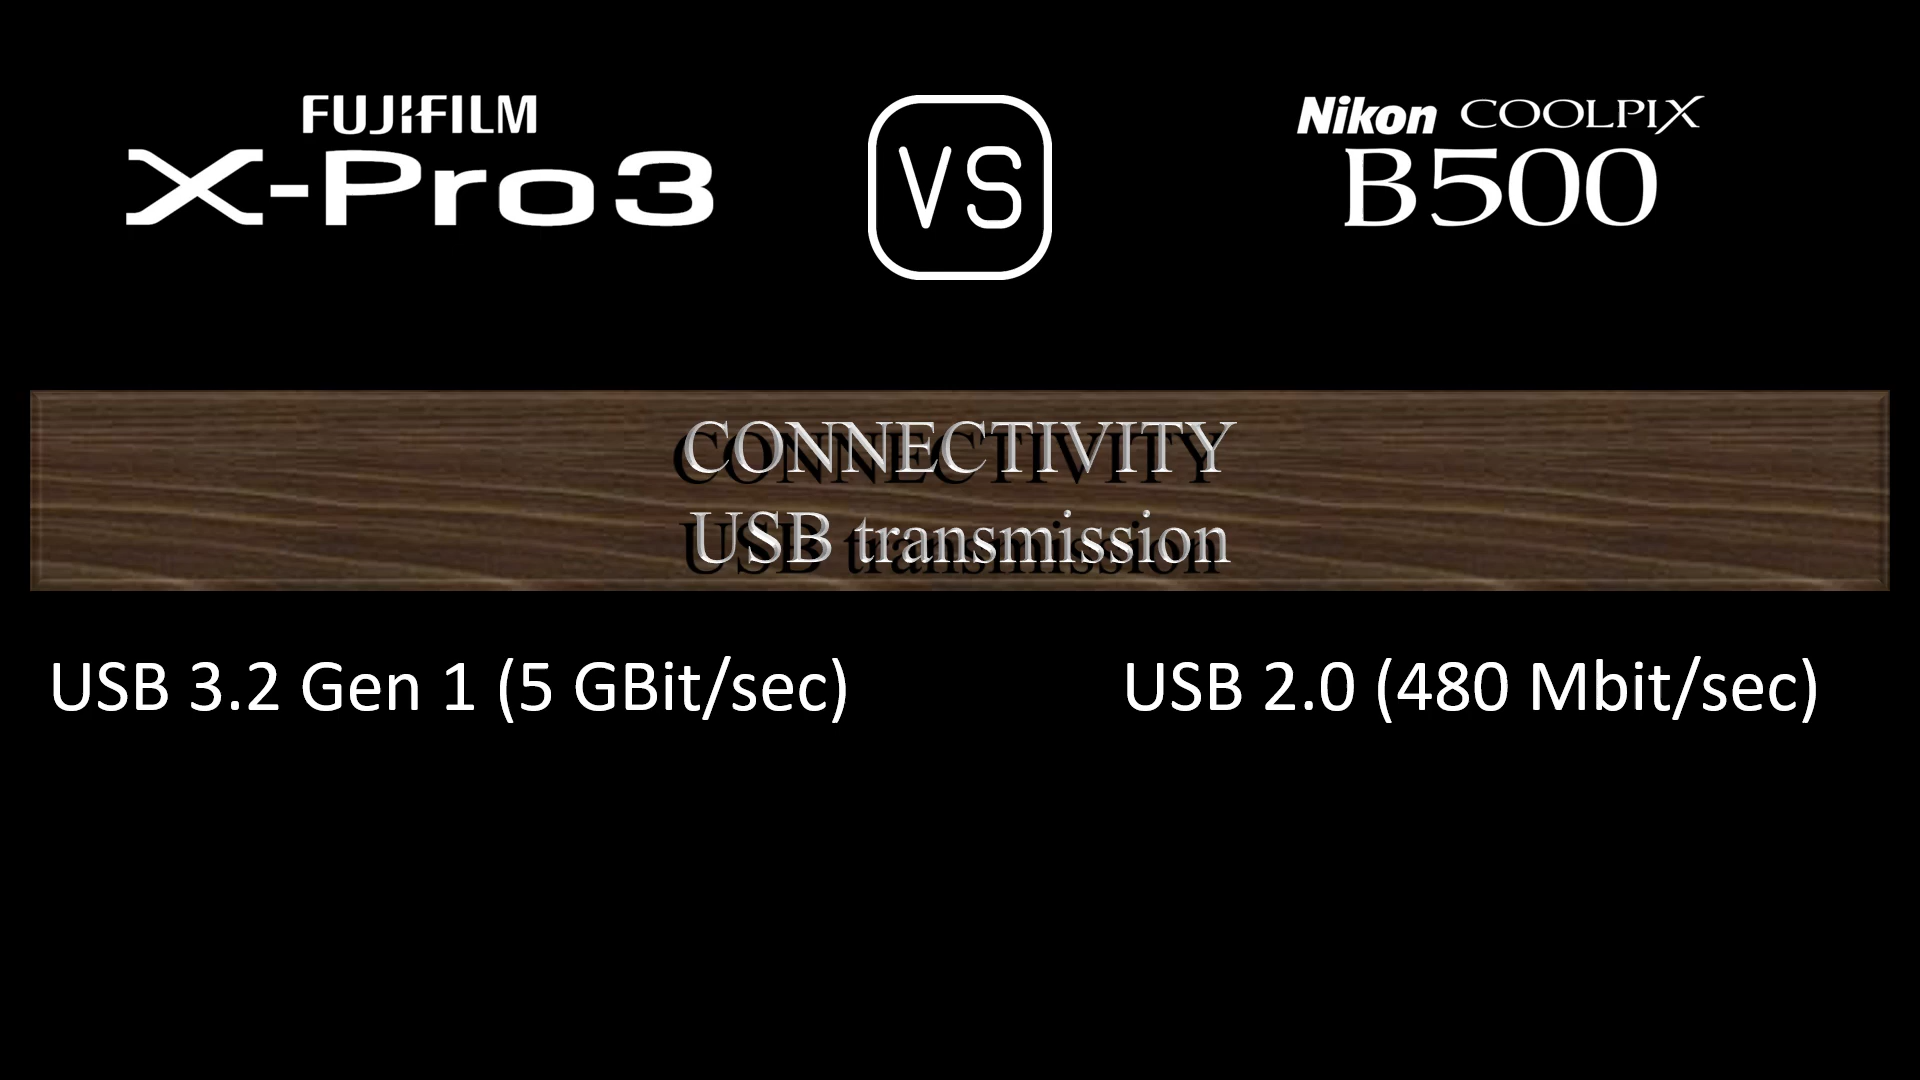 FUJIFILM
X-Pro3
VS
Nikon COOLPIX
B500
CONNECTIVITY
USB transmission
USB 3.2 Gen 1 (5 GBit/sec)
USB 2.0 (480 Mbit/sec)